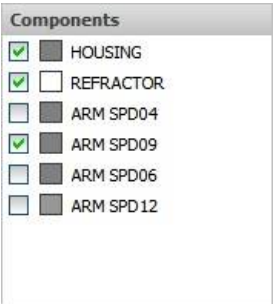 Components
HOUSING
REFRACTOR
ARM SPD04
ARM SPD09
ARM SPD06
ARM SPD12